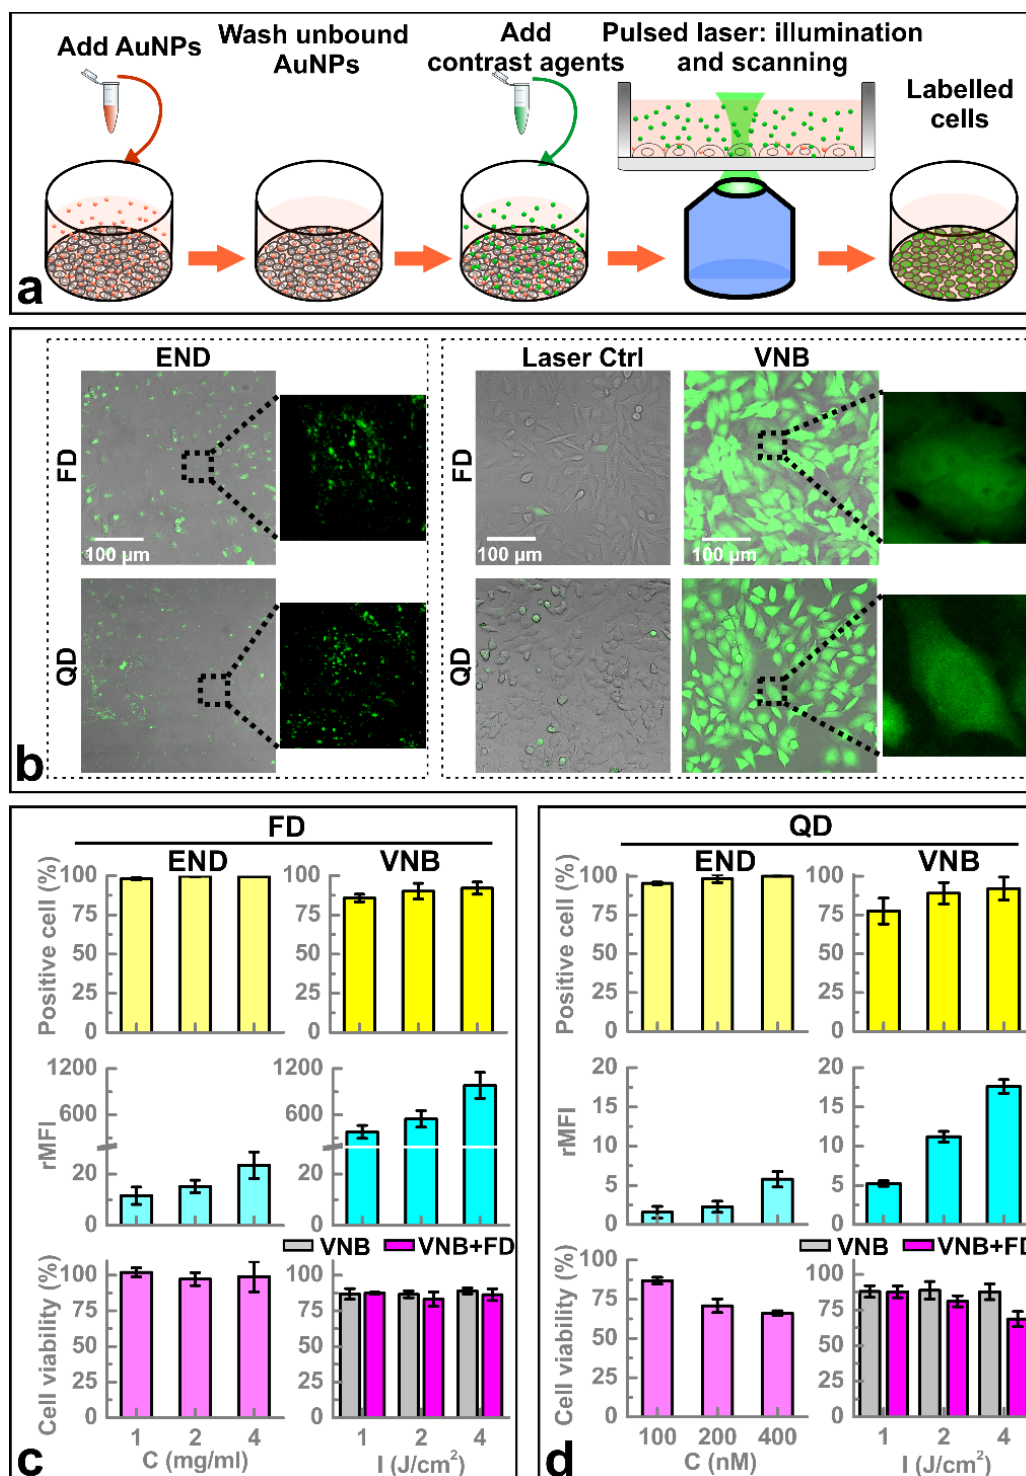 Add AuNPs
Wash unbound
AuNPs
Add
contrast agents
Pulsed laser: illumination
and scanning
Labelled
cells
a
END
Laser Ctrl
VNB
FD
100 µm
100 µm
QD
FD
QD
b
FD
END
VNB
Positive cell (%)
100
75
50
25
0
100
75
50
25
0
rMFI
1200
600
20
0
1200
600
20
0
VNB
VNB+FD
Cell viability (%)
100
75
50
25
0
100
75
50
25
0
1
2
4
C (mg/ml)
1
2
4
I (J/cm²)
c
QD
END
VNB
Positive cell (%)
100
75
50
25
0
100
75
50
25
0
rMFI
20
15
10
5
0
20
15
10
5
0
VNB
VNB+FD
Cell viability (%)
100
75
50
25
0
100
75
50
25
0
100
200
400
C (nM)
1
2
4
I (J/cm²)
d